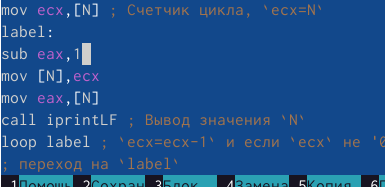 mov ecx,[N] ; Счетчик цикла, `ecx=N`
label:
sub eax,1
mov [N],ecx
mov eax,[N]
call iprintLF ; Вывод значения `N`
loop label ; `ecx=ecx-1` и если `ecx` не '0
; переход на `label`
1Помощь 2Сохран 3Блок 4Замена 5Копия 6